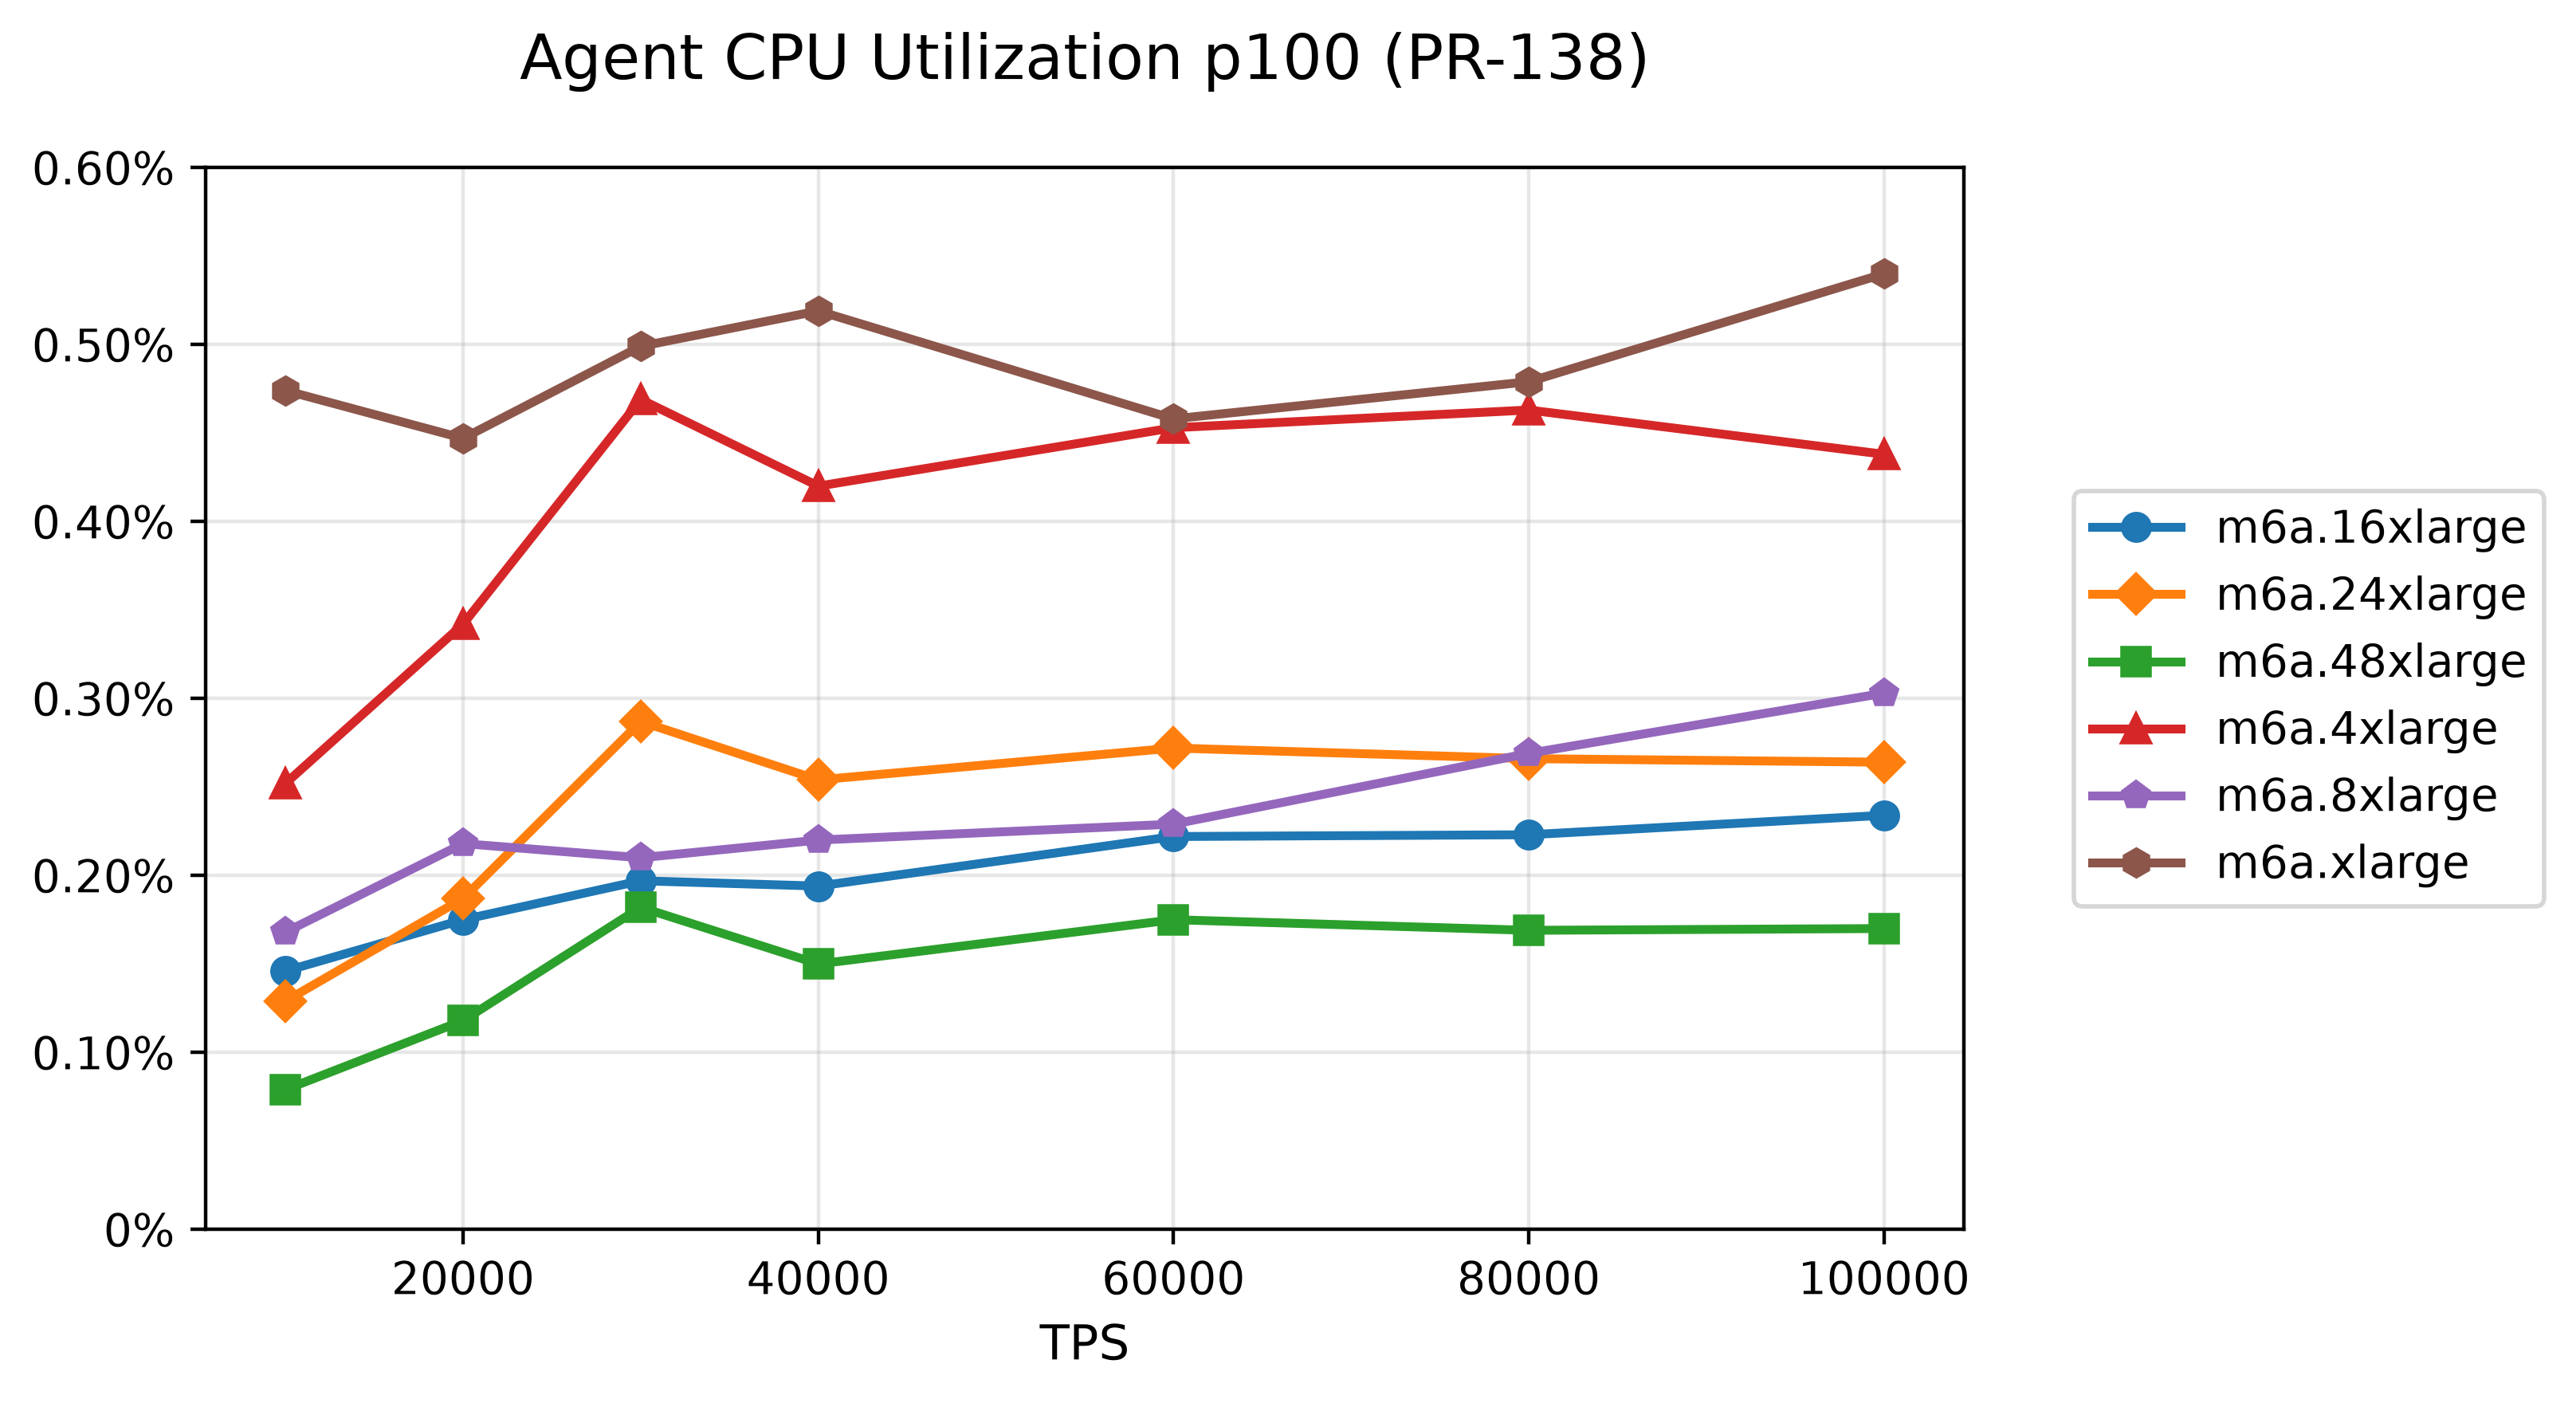 Agent CPU Utilization p100 (PR-138)
0.60%
0.50%
0.40%
0.30%
0.20%
0.10%
0%
20000 40000 60000 80000 100000
TPS
m6a.16xlarge
m6a.24xlarge
m6a.48xlarge
m6a.4xlarge
m6a.8xlarge
m6a.xlarge